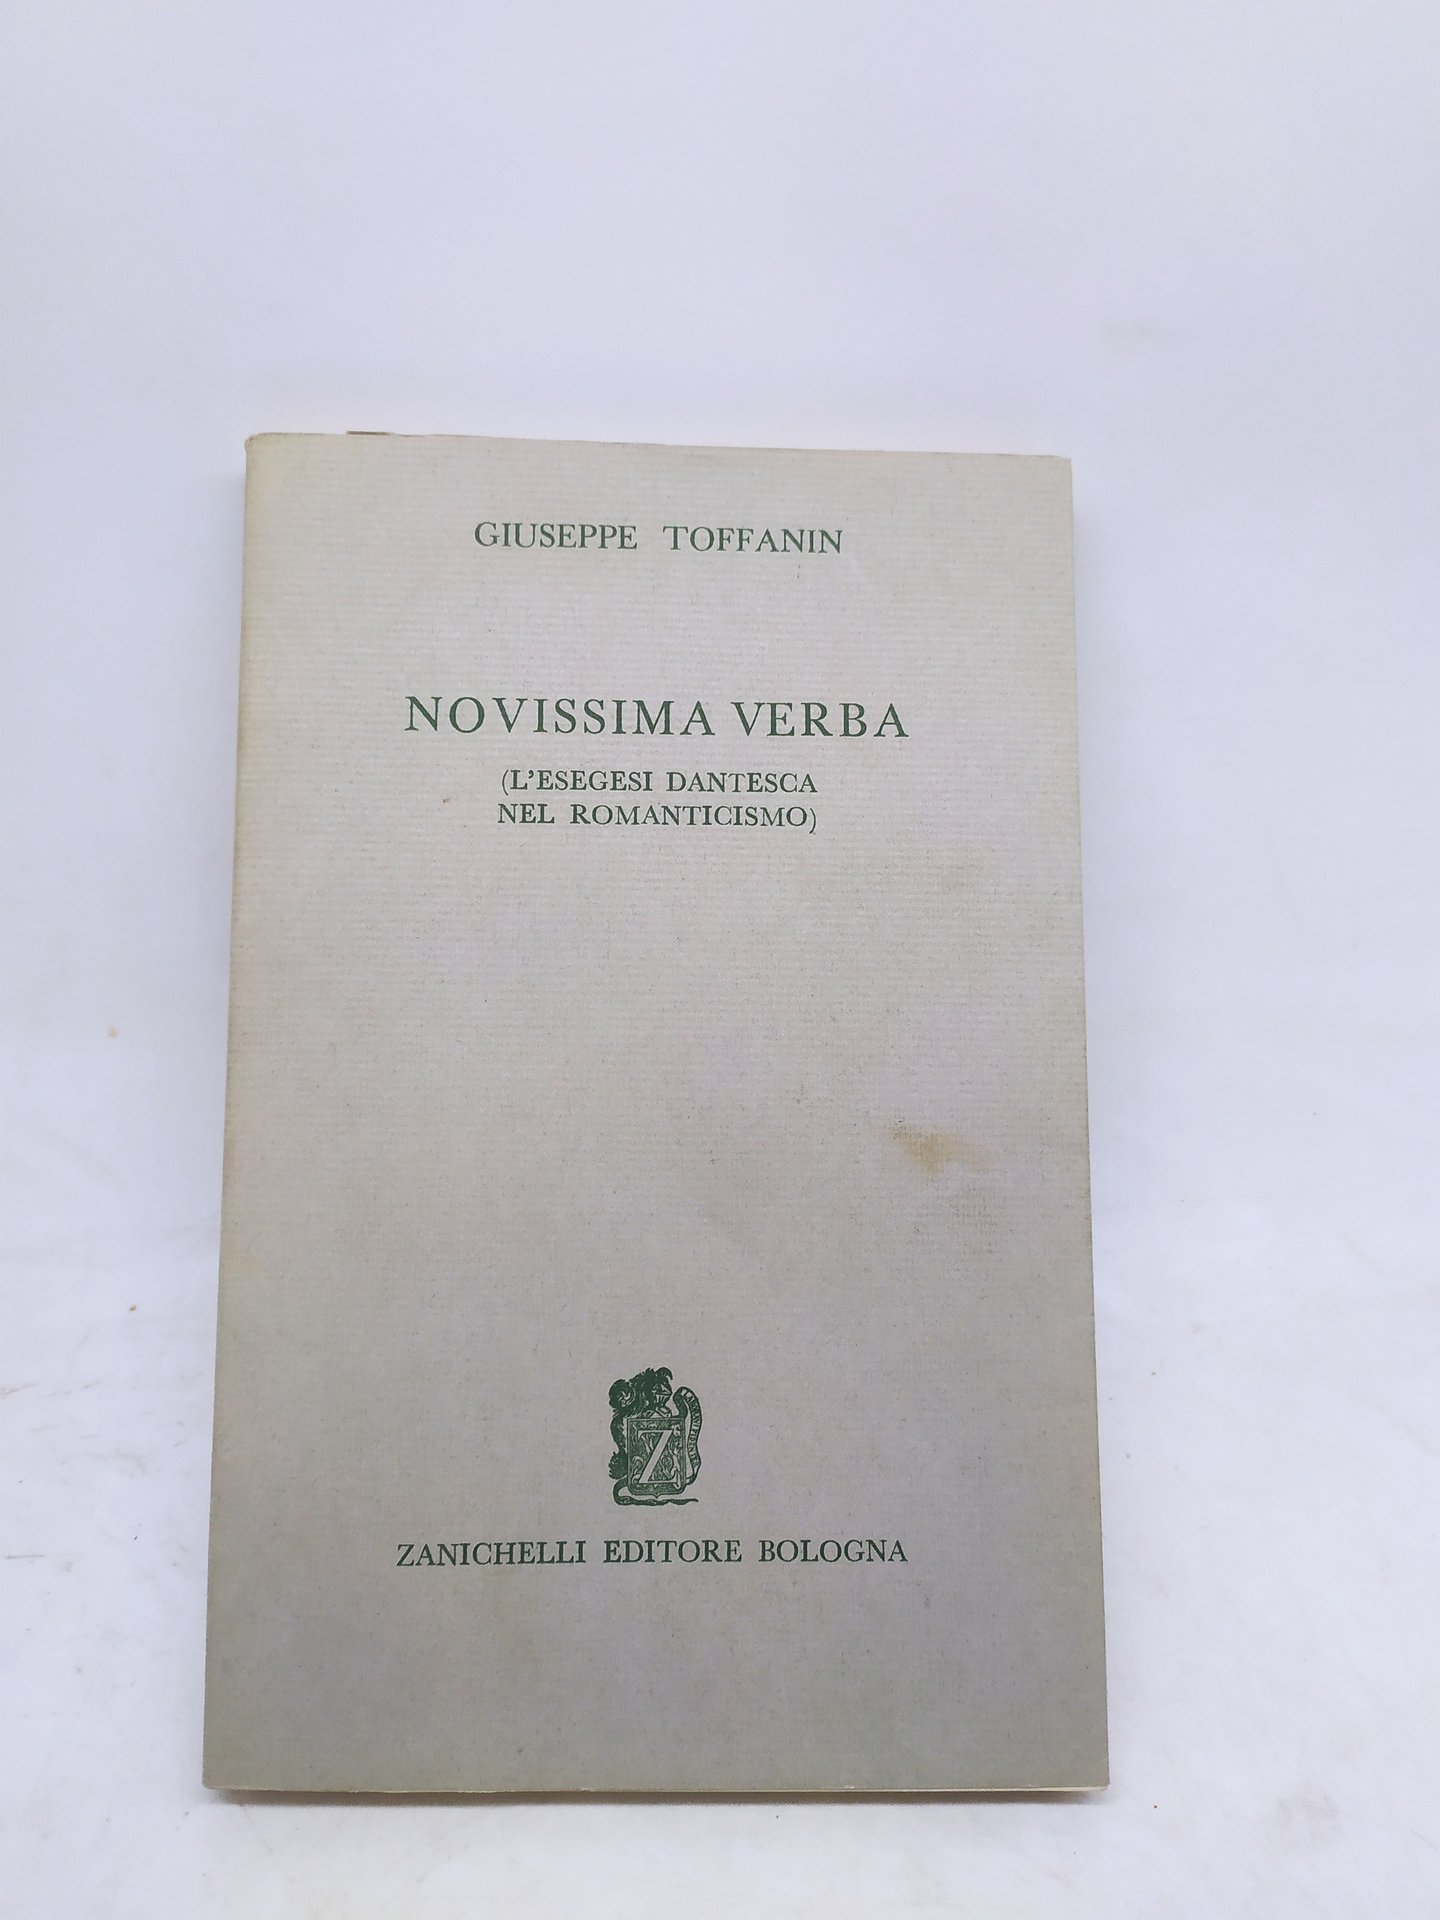 GIUSEPPE TOFFANIN
NOVISSIMA VERBA
(L'ESEGESI DANTESCA
NEL ROMANTICISMO)
Z
ZANICHELLI EDITORE BOLOGNA